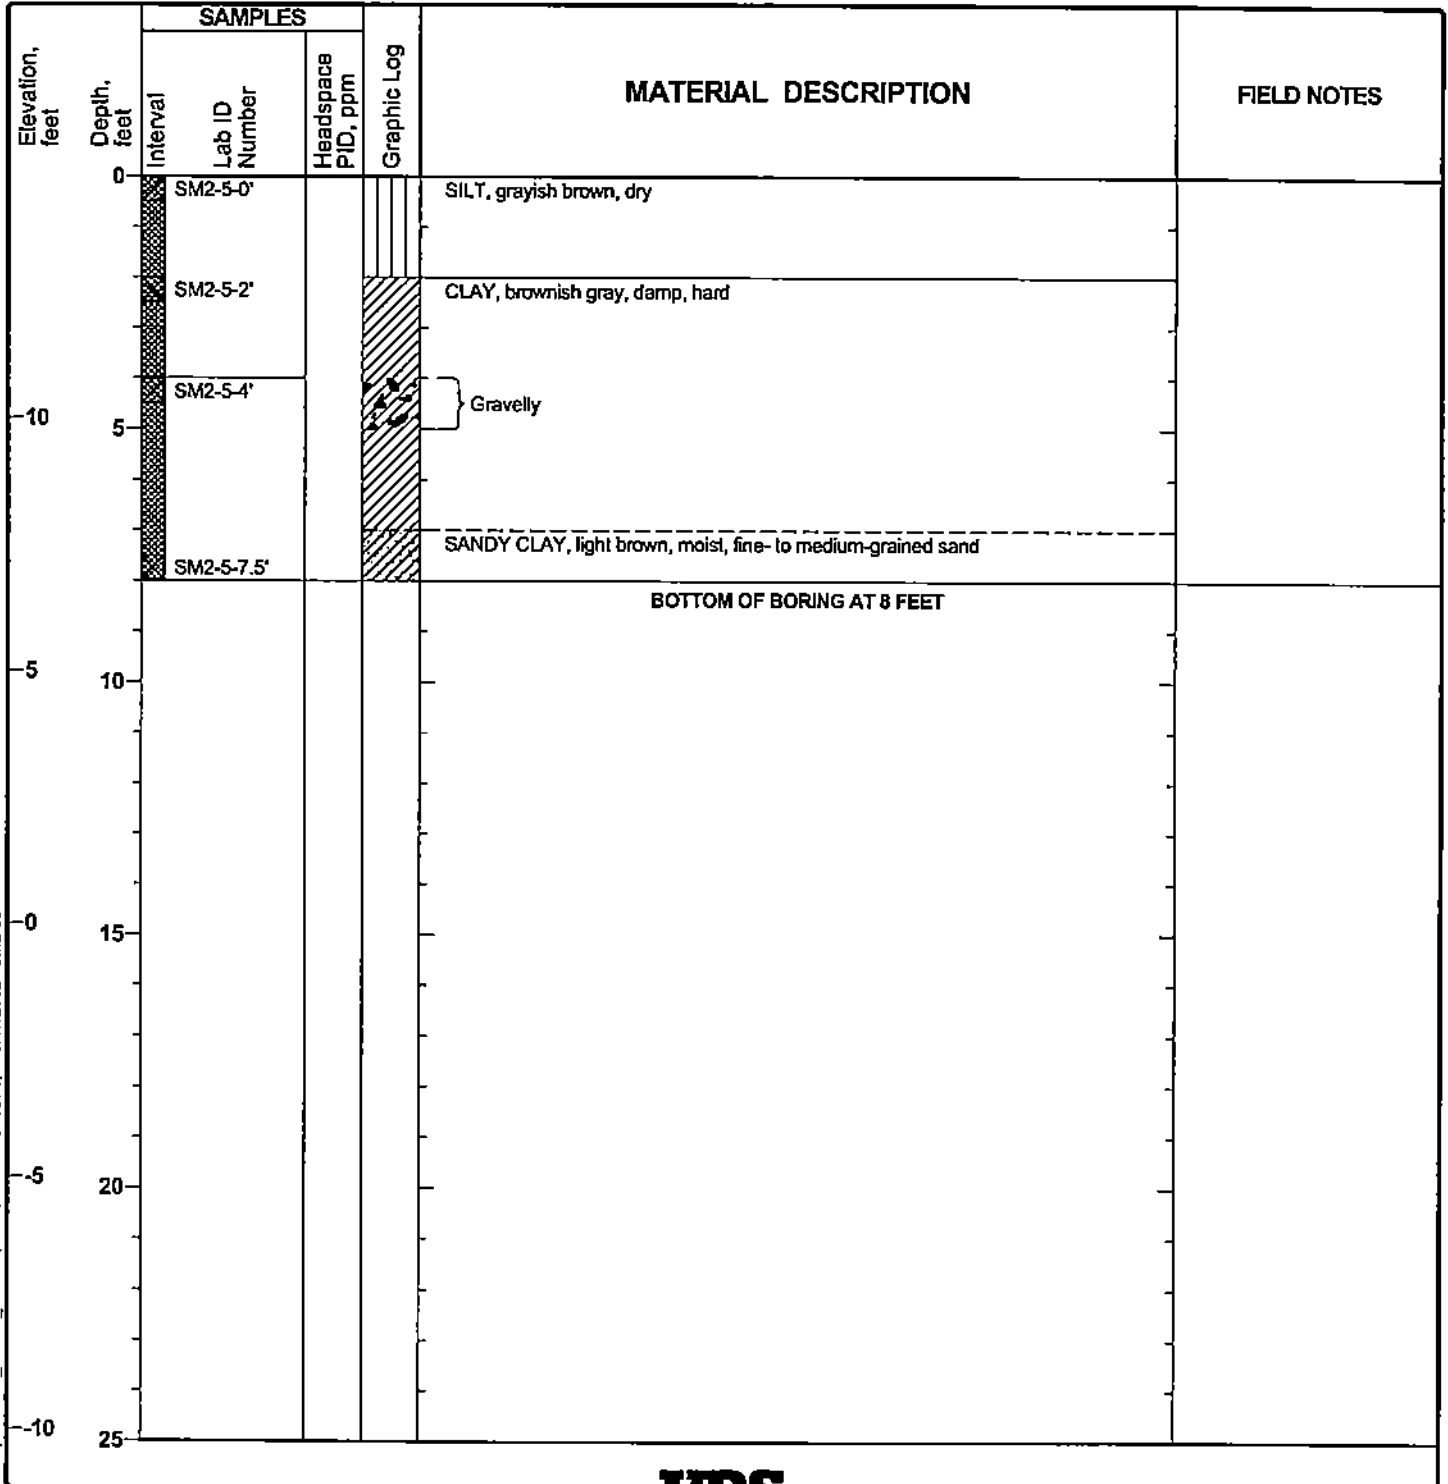 SAMPLES
Elevation,
feet
Depth,
feet
Interval
Lab ID
Number
Headspace
PID, ppm
Graphic Log
MATERIAL DESCRIPTION
FIELD NOTES
0
SM2-5-0'
SILT, grayish brown, dry
SM2-5-2'
CLAY, brownish gray, damp, hard
SM2-5-4'
10
Gravelly
5
SANDY CLAY, light brown, moist, fine- to medium-grained sand
SM2-5-7.5'
BOTTOM OF BORING AT 8 FEET
5
10
0
15
-5
20
-10
25